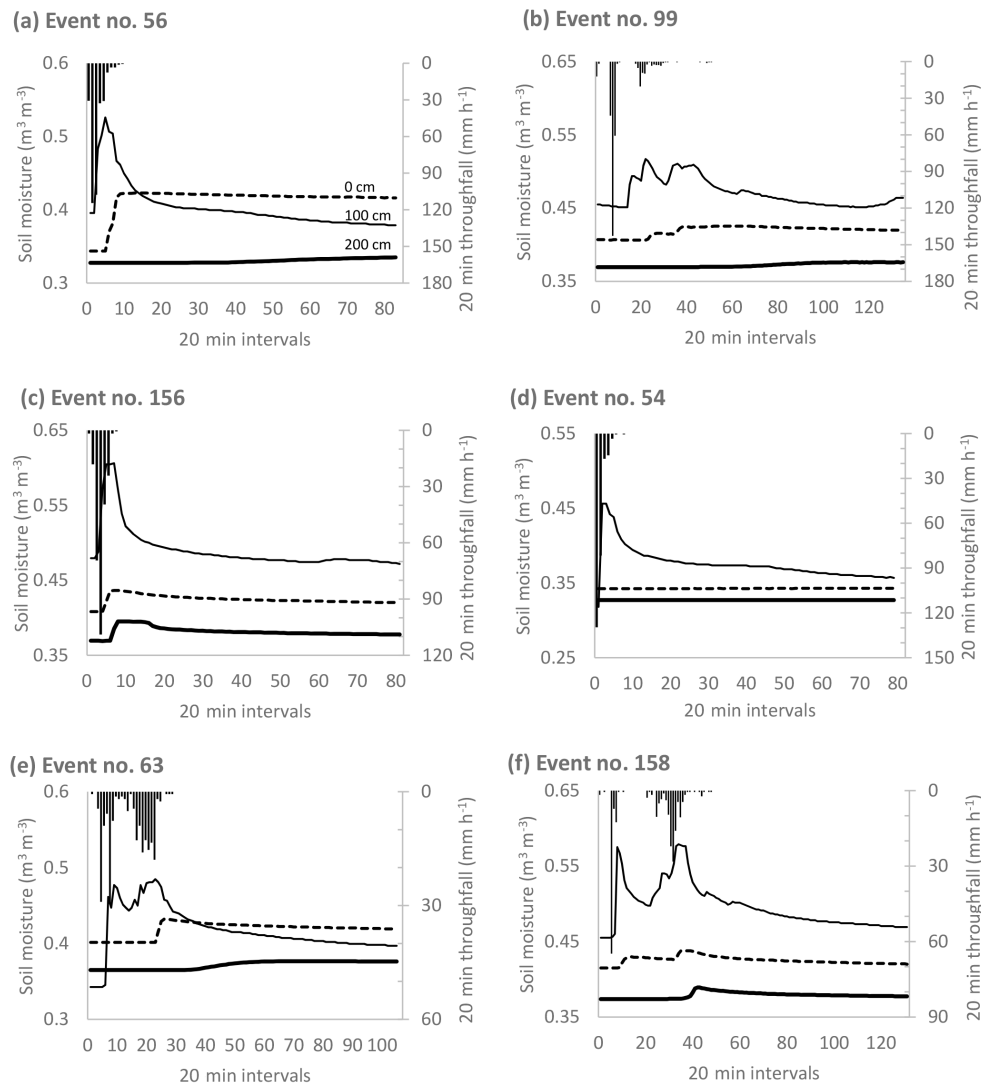 (a) Event no. 56
0.6
0.5
0.4
0.3
Soil moisture (m³ m⁻³)
0
30
60
90
120
150
180
20 min throughfall (mm h⁻¹)
0 cm
100 cm
200 cm
0 10 20 30 40 50 60 70 80
20 min intervals
(b) Event no. 99
0.65
0.55
0.45
0.35
Soil moisture (m³ m⁻³)
0
30
60
90
120
150
180
20 min throughfall (mm h⁻¹)
0 20 40 60 80 100 120
20 min intervals
(c) Event no. 156
0.65
0.55
0.45
0.35
Soil moisture (m³ m⁻³)
0
30
60
90
120
20 min throughfall (mm h⁻¹)
0 10 20 30 40 50 60 70 80
20 min intervals
(d) Event no. 54
0.55
0.45
0.35
0.25
Soil moisture (m³ m⁻³)
0
30
60
90
120
150
20 min throughfall (mm h⁻¹)
0 10 20 30 40 50 60 70 80
20 min intervals
(e) Event no. 63
0.6
0.5
0.4
0.3
Soil moisture (m³ m⁻³)
0
30
60
20 min throughfall (mm h⁻¹)
0 10 20 30 40 50 60 70 80 90 100
20 min intervals
(f) Event no. 158
0.65
0.55
0.45
0.35
Soil moisture (m³ m⁻³)
0
30
60
90
20 min throughfall (mm h⁻¹)
0 20 40 60 80 100 120
20 min intervals